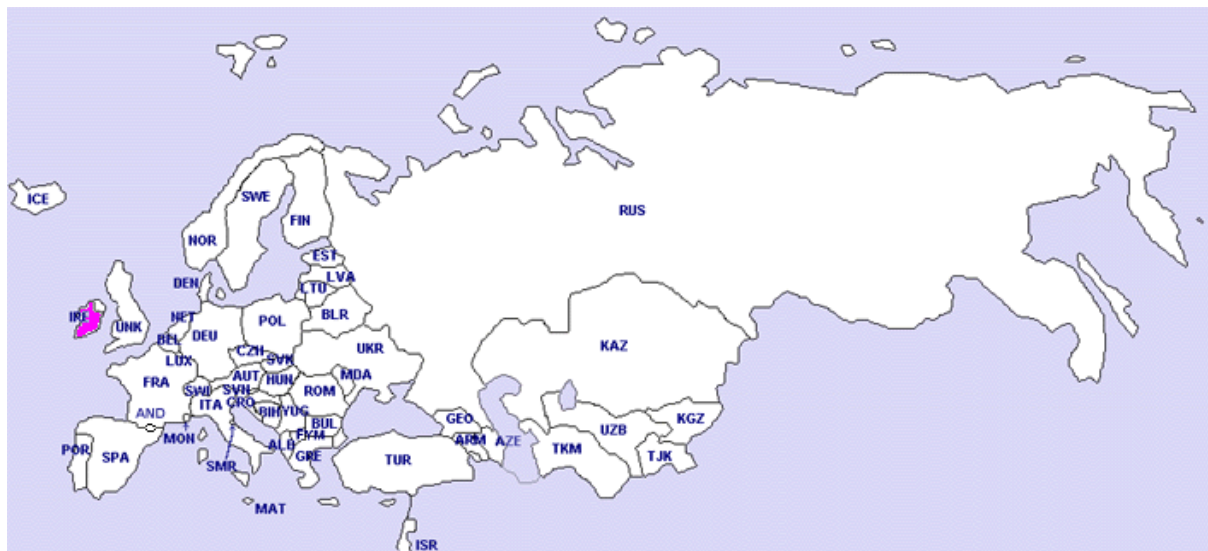 ICE
SWE
FIN
NOR
RUS
EST
LVA
LTU
DEN
IRE
UNK
NET
BEL
LUX
DEU
POL
BLR
CZH
SVK
UKR
KAZ
FRA
SWI
AUT
HUN
MDA
SVN
ROM
ITA
CRO
BIH
YUG
BUL
AND
MON
SMR
FYM
ALB
GRE
POR
SPA
TUR
GEO
ARM
AZE
TKM
UZB
KGZ
TJK
MAT
ISR